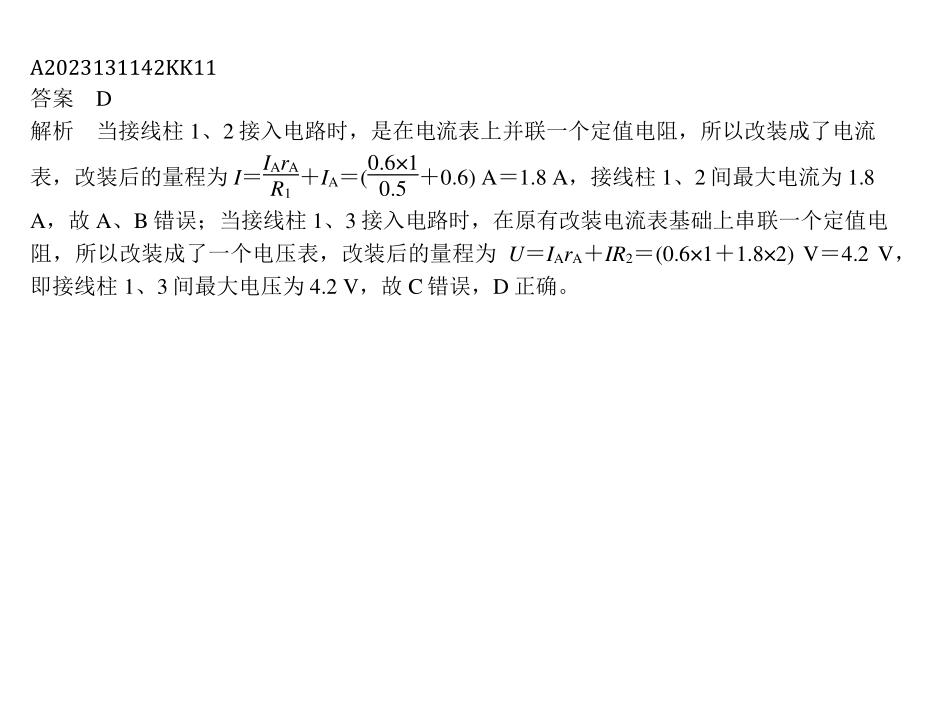 A2023131142KK11
答案　D
解析　当接线柱 1、2 接入电路时，是在电流表上并联一个定值电阻，所以改装成了电流
表，改装后的量程为 I＝\frac{I_A r_A}{R_1}＋I_A＝(\frac{0.6×1}{0.5}＋0.6) A＝1.8 A，接线柱 1、2 间最大电流为 1.8
A，故 A、B 错误；当接线柱 1、3 接入电路时，在原有改装电流表基础上串联一个定值电
阻，所以改装成了一个电压表，改装后的量程为 U＝I_A r_A＋IR_2＝(0.6×1＋1.8×2) V＝4.2 V，
即接线柱 1、3 间最大电压为 4.2 V，故 C 错误，D 正确。